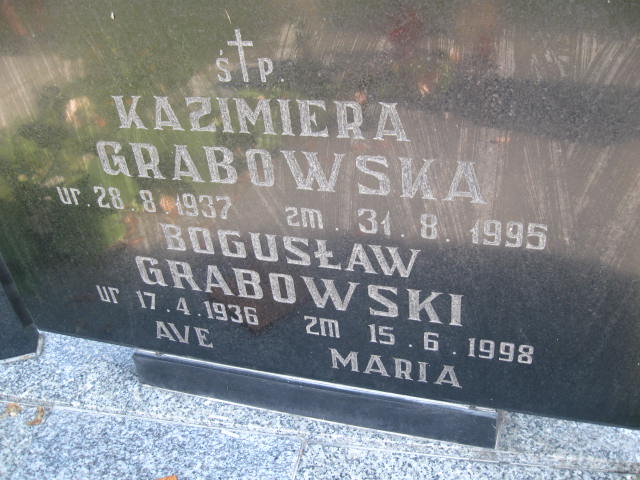 ś†p.
KAZIMIERA
GRABOWSKA
ur. 28.8.1937 zm. 31.8.1995
BOGUSŁAW
GRABOWSKI
ur 17.4.1936 zm 15.6.1998
AVE MARIA